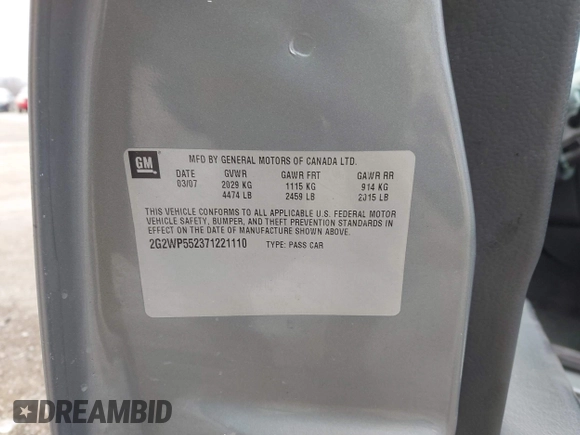 GM
MFD BY GENERAL MOTORS OF CANADA LTD.
DATE GVWR GAWR FRT GAWR RR
03/07 2029 KG 1115 KG 914 KG
4474 LB 2459 LB 2015 LB
THIS VEHICLE CONFORMS TO ALL APPLICABLE U.S. FEDERAL MOTOR
VEHICLE SAFETY, BUMPER, AND THEFT PREVENTION STANDARDS IN
EFFECT ON THE DATE OF MANUFACTURE SHOWN ABOVE.
2G2WP552371221110 TYPE: PASS CAR
DREAMBID